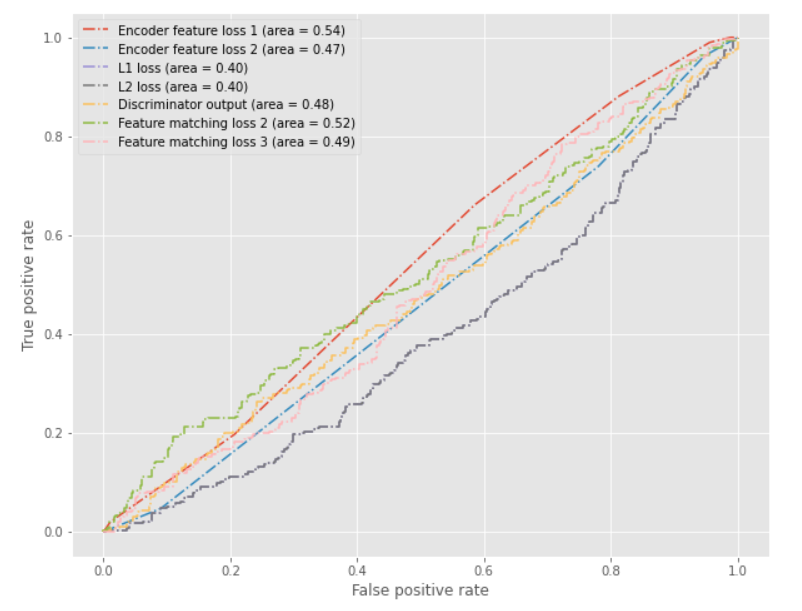 Encoder feature loss 1 (area = 0.54)
Encoder feature loss 2 (area = 0.47)
L1 loss (area = 0.40)
L2 loss (area = 0.40)
Discriminator output (area = 0.48)
Feature matching loss 2 (area = 0.52)
Feature matching loss 3 (area = 0.49)
True positive rate
1.0
0.8
0.6
0.4
0.2
0.0
0.0 0.2 0.4 0.6 0.8 1.0
False positive rate